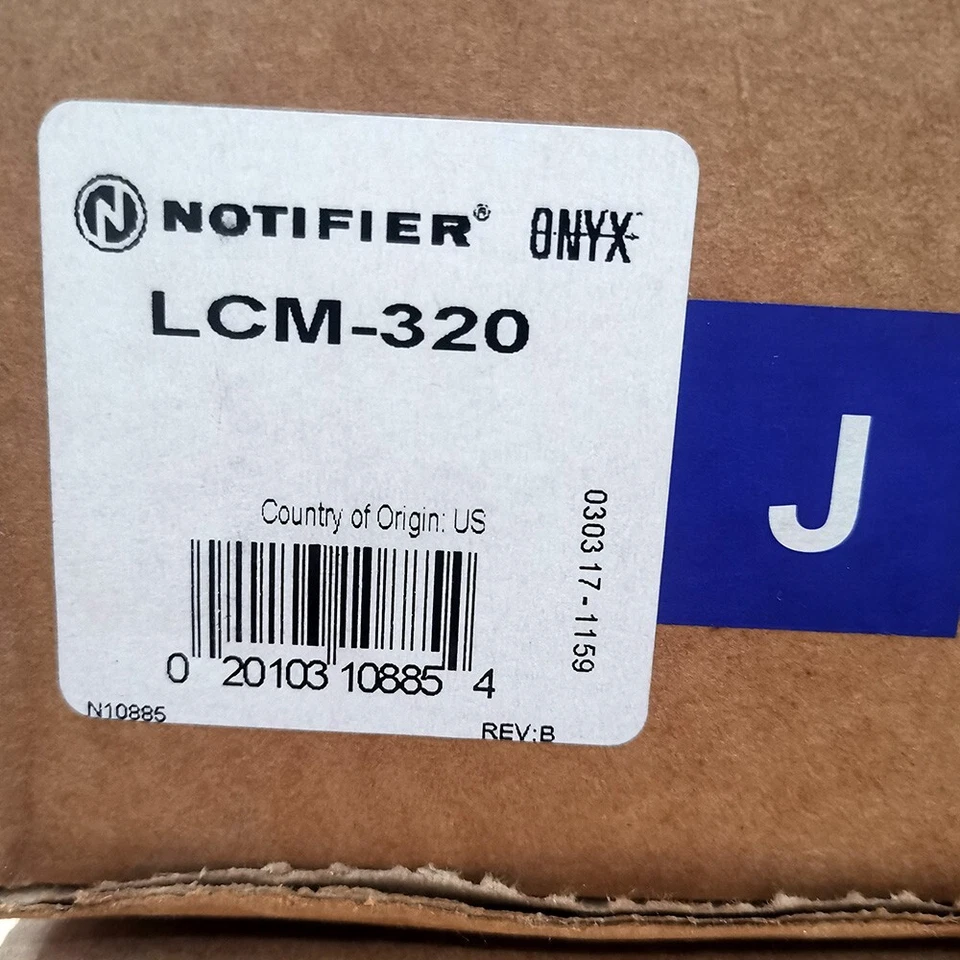 N NOTIFIER® ONYX
LCM-320
J
Country of Origin: US
030317-1159
0 20103 10885 4
N10885
REV:B